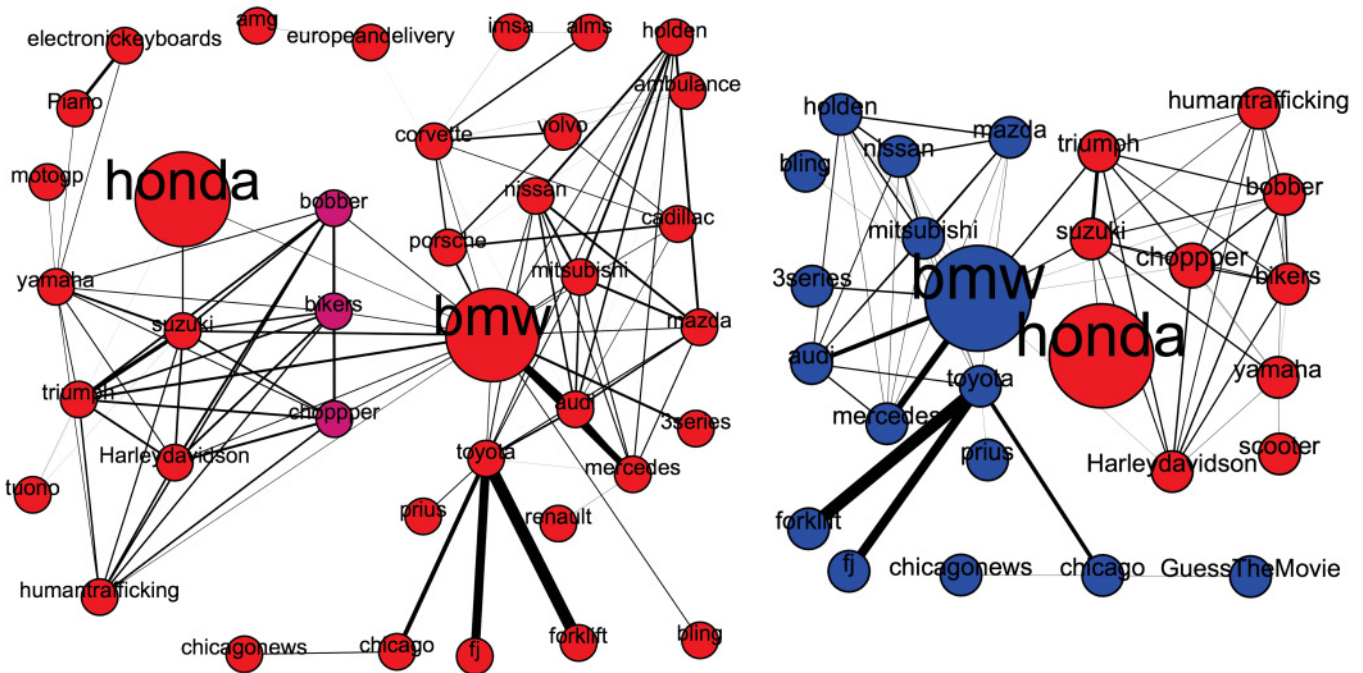 amg
europeandelivery
imsa
alms
holden
electronickeyboards
ambulance
Piano
corvette
volvo
motogp
honda
bobber
nissan
cadillac
porsche
yamaha
bikers
mitsubishi
suzuki
bmw
mazda
triumph
choppper
audi
3series
Harleydavidson
toyota
mercedes
tuono
prius
renault
humantrafficking
chicagonews
chicago
fj
forklift
bling
holden
mazda
humantrafficking
nissan
triumph
bling
bobber
mitsubishi
suzuki
choppper
3series
bmw
bikers
honda
audi
toyota
yamaha
mercedes
prius
Harleydavidson
scooter
forklift
fj
chicagonews
chicago
GuessTheMovie